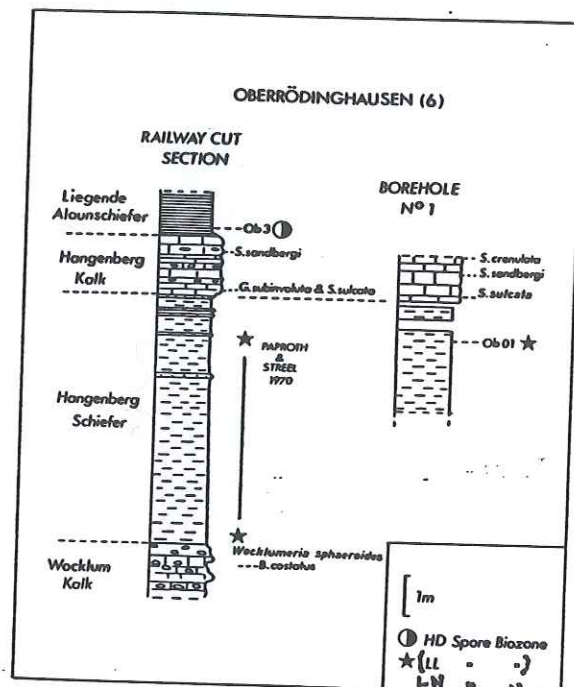 OBERRÖDINGHAUSEN (6)
RAILWAY CUT
SECTION
BOREHOLE
Nº 1
Liegende
Alaunschiefer
Ob3
Hangenberg
Kalk
S.sandbergi
G.subinvoluta & S.sulcata
S.crenulata
S.sandbergi
S.sulcata
PAPROTH
&
STREEL
1970
Ob01
Hangenberg
Schiefer
Wocklumeria sphaeroides
B.costatus
Wocklum
Kalk
1m
HD Spore Biozone
(LL " ")
LN " "